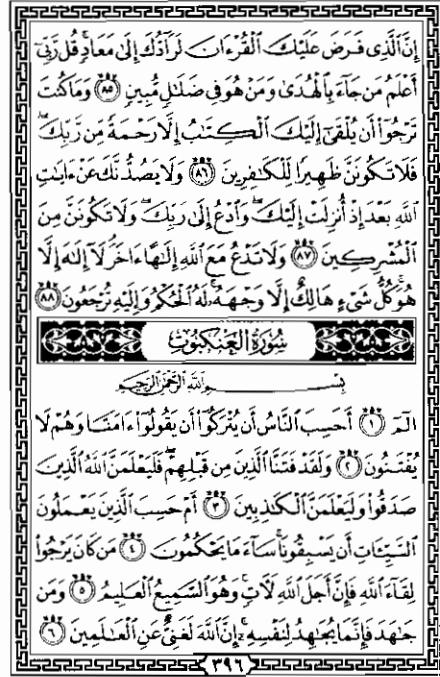 إِنَّ ٱلَّذِى فَرَضَ عَلَيْكَ ٱلْقُرْءَانَ لَرَآدُّكَ إِلَىٰ مَعَادٍ ۚ قُل رَّبِّىٓ
أَعْلَمُ مَن جَآءَ بِٱلْهُدَىٰ وَمَنْ هُوَ فِى ضَلَٰلٍ مُّبِينٍ ٨٥ وَمَا كُنتَ
تَرْجُوٓا۟ أَن يُلْقَىٰٓ إِلَيْكَ ٱلْكِتَٰبُ إِلَّا رَحْمَةً مِّن رَّبِّكَ ۖ
فَلَا تَكُونَنَّ ظَهِيرًا لِّلْكَٰفِرِينَ ٨٦ وَلَا يَصُدُّنَّكَ عَنْ ءَايَٰتِ
ٱللَّهِ بَعْدَ إِذْ أُنزِلَتْ إِلَيْكَ ۖ وَٱدْعُ إِلَىٰ رَبِّكَ ۖ وَلَا تَكُونَنَّ مِنَ
ٱلْمُشْرِكِينَ ٨٧ وَلَا تَدْعُ مَعَ ٱللَّهِ إِلَٰهًا ءَاخَرَ ۘ لَآ إِلَٰهَ إِلَّا
هُوَ ۚ كُلُّ شَىْءٍ هَالِكٌ إِلَّا وَجْهَهُۥ ۚ لَهُ ٱلْحُكْمُ وَإِلَيْهِ تُرْجَعُونَ ٨٨
سُورَةُ الْعَنكَبُوتِ
بِسْمِ ٱللَّهِ ٱلرَّحْمَٰنِ ٱلرَّحِيمِ
الٓمٓ ١ أَحَسِبَ ٱلنَّاسُ أَن يُتْرَكُوٓا۟ أَن يَقُولُوٓا۟ ءَامَنَّا وَهُمْ لَا
يُفْتَنُونَ ٢ وَلَقَدْ فَتَنَّا ٱلَّذِينَ مِن قَبْلِهِمْ ۖ فَلَيَعْلَمَنَّ ٱللَّهُ ٱلَّذِينَ
صَدَقُوا۟ وَلَيَعْلَمَنَّ ٱلْكَٰذِبِينَ ٣ أَمْ حَسِبَ ٱلَّذِينَ يَعْمَلُونَ
ٱلسَّيِّـَٔاتِ أَن يَسْبِقُونَا ۚ سَآءَ مَا يَحْكُمُونَ ٤ مَن كَانَ يَرْجُوا۟
لِقَآءَ ٱللَّهِ فَإِنَّ أَجَلَ ٱللَّهِ لَءَاتٍ ۚ وَهُوَ ٱلسَّمِيعُ ٱلْعَلِيمُ ٥ وَمَن
جَٰهَدَ فَإِنَّمَا يُجَٰهِدُ لِنَفْسِهِۦٓ ۚ إِنَّ ٱللَّهَ لَغَنِىٌّ عَنِ ٱلْعَٰلَمِينَ ٦
٣٩٦